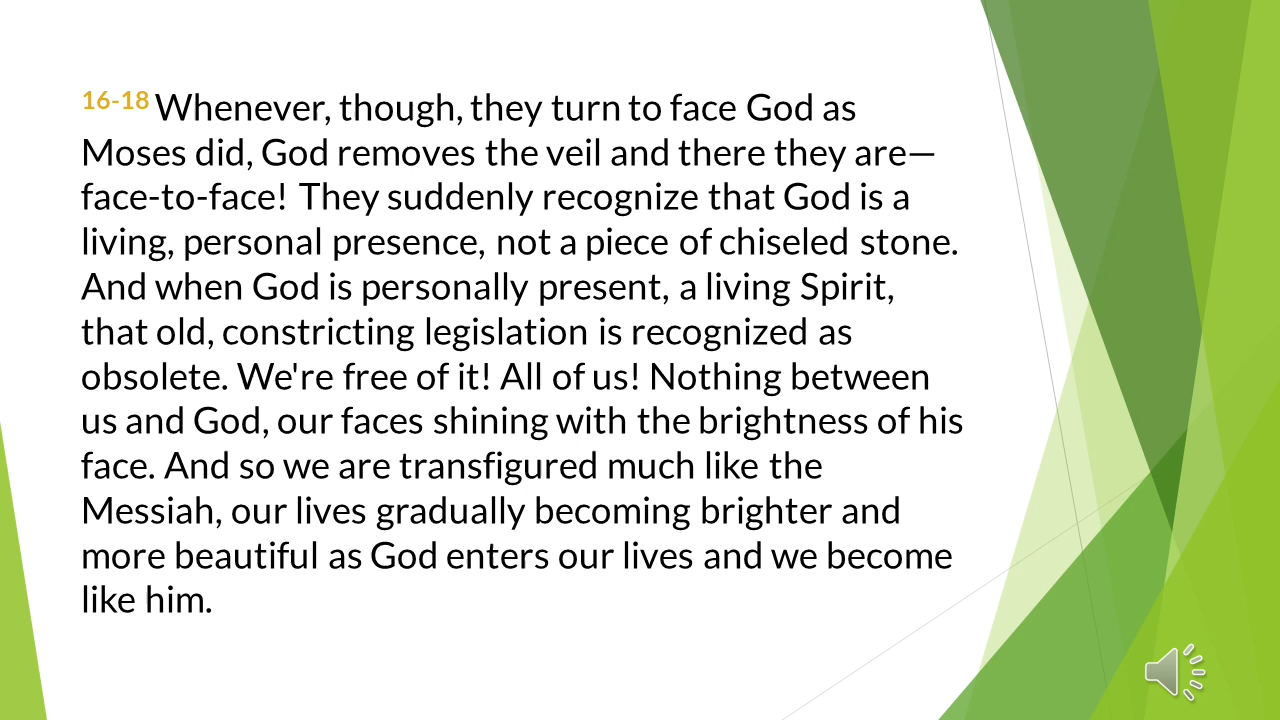 16-18 Whenever, though, they turn to face God as
Moses did, God removes the veil and there they are—
face-to-face! They suddenly recognize that God is a
living, personal presence, not a piece of chiseled stone.
And when God is personally present, a living Spirit,
that old, constricting legislation is recognized as
obsolete. We're free of it! All of us! Nothing between
us and God, our faces shining with the brightness of his
face. And so we are transfigured much like the
Messiah, our lives gradually becoming brighter and
more beautiful as God enters our lives and we become
like him.